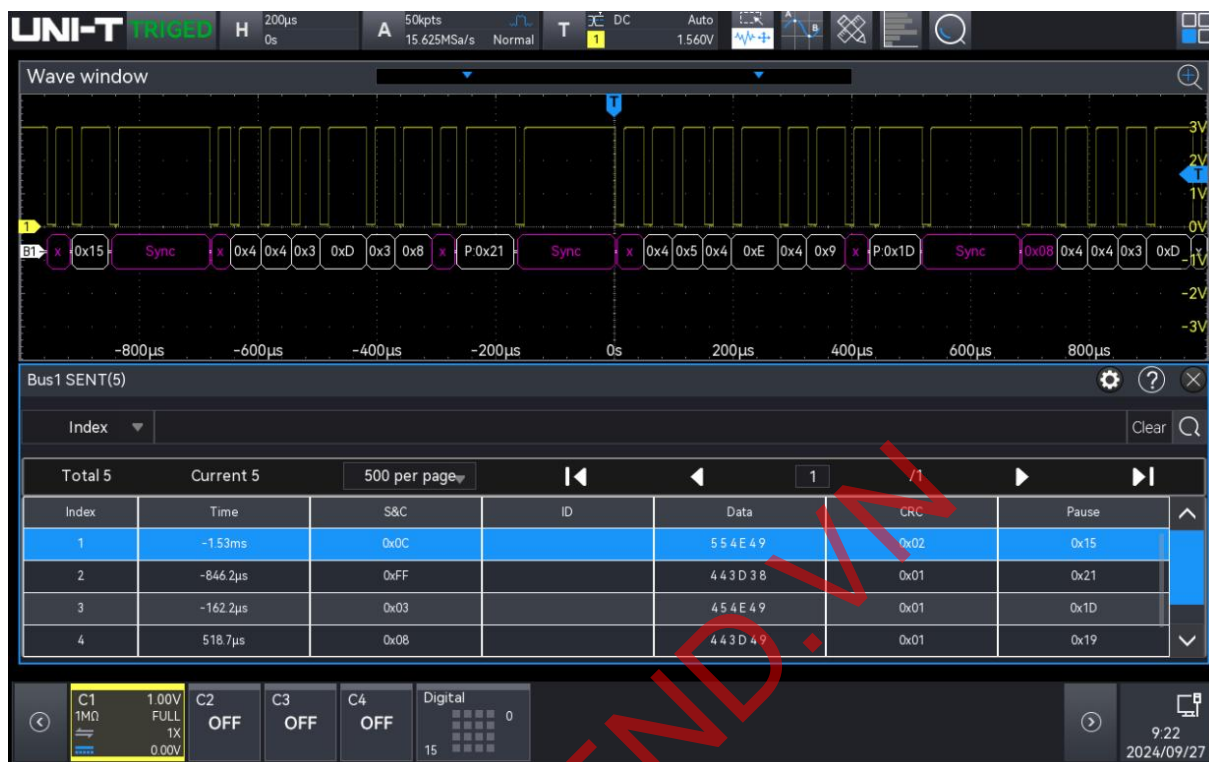 UNI-T TRIGED H 200μs 0s A 50kpts 15.625MSa/s Normal T 1 DC Auto 1.560V
Wave window
T
3V
2V
T
1V
1
0V
B1 x 0x15 Sync x 0x4 0x4 0x3 0xD 0x3 0x8 x P:0x21 Sync x 0x4 0x5 0x4 0xE 0x4 0x9 x P:0x1D Sync 0x08 0x4 0x4 0x3 0xD x
-1V
-2V
-3V
-800μs -600μs -400μs -200μs 0s 200μs 400μs 600μs 800μs
Bus1 SENT(5)
Index Clear
Total 5 Current 5 500 per page 1 /1
Index Time S&C ID Data CRC Pause
1 -1.53ms 0x0C 5 5 4 E 4 9 0x02 0x15
2 -846.2μs 0xFF 4 4 3 D 3 8 0x01 0x21
3 -162.2μs 0x03 4 5 4 E 4 9 0x01 0x1D
4 518.7μs 0x08 4 4 3 D 4 9 0x01 0x19
C1 1.00V C2 C3 C4 Digital
1MΩ FULL OFF OFF OFF 0
1X
0.00V 15
9:22
2024/09/27
END.VN